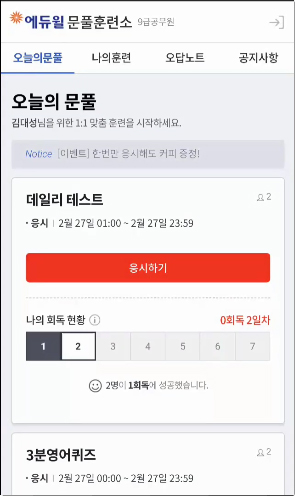 에듀윌 문풀훈련소 9급공무원
오늘의문풀 나의훈련 오답노트 공지사항
오늘의 문풀
김대성님을 위한 1:1 맞춤 훈련을 시작하세요.
Notice [이벤트] 한번만 응시해도 커피 증정!
데일리 테스트 2
· 응시 | 2월 27일 01:00 ~ 2월 27일 23:59
응시하기
나의 회독 현황 0회독 2일차
1 2 3 4 5 6 7
2명이 1회독에 성공했습니다.
3분영어퀴즈 2
· 응시 | 2월 27일 00:00 ~ 2월 27일 23:59